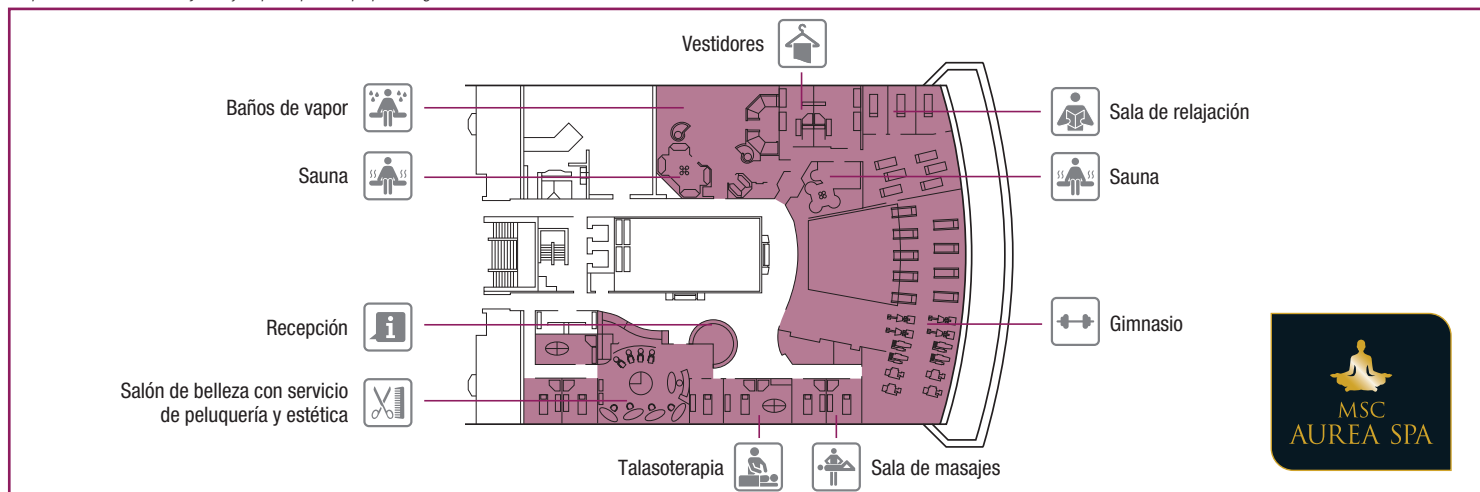 Vestidores
Baños de vapor
Sala de relajación
Sauna
Sauna
Recepción
Gimnasio
Salón de belleza con servicio
de peluquería y estética
Talasoterapia
Sala de masajes
MSC
AUREA SPA